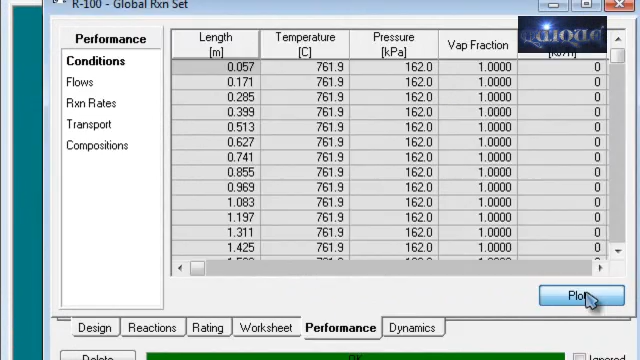 R-100 - Global Rxn Set
Performance
Conditions
Flows
Rxn Rates
Transport
Compositions
Length Temperature Pressure Vap Fraction
[m] [C] [kPa]
0.057 761.9 162.0 1.0000 0
0.171 761.9 162.0 1.0000 0
0.285 761.9 162.0 1.0000 0
0.399 761.9 162.0 1.0000 0
0.513 761.9 162.0 1.0000 0
0.627 761.9 162.0 1.0000 0
0.741 761.9 162.0 1.0000 0
0.855 761.9 162.0 1.0000 0
0.969 761.9 162.0 1.0000 0
1.083 761.9 162.0 1.0000 0
1.197 761.9 162.0 1.0000 0
1.311 761.9 162.0 1.0000 0
1.425 761.9 162.0 1.0000 0
Plot
Design Reactions Rating Worksheet Performance Dynamics
Delete OK Ignored